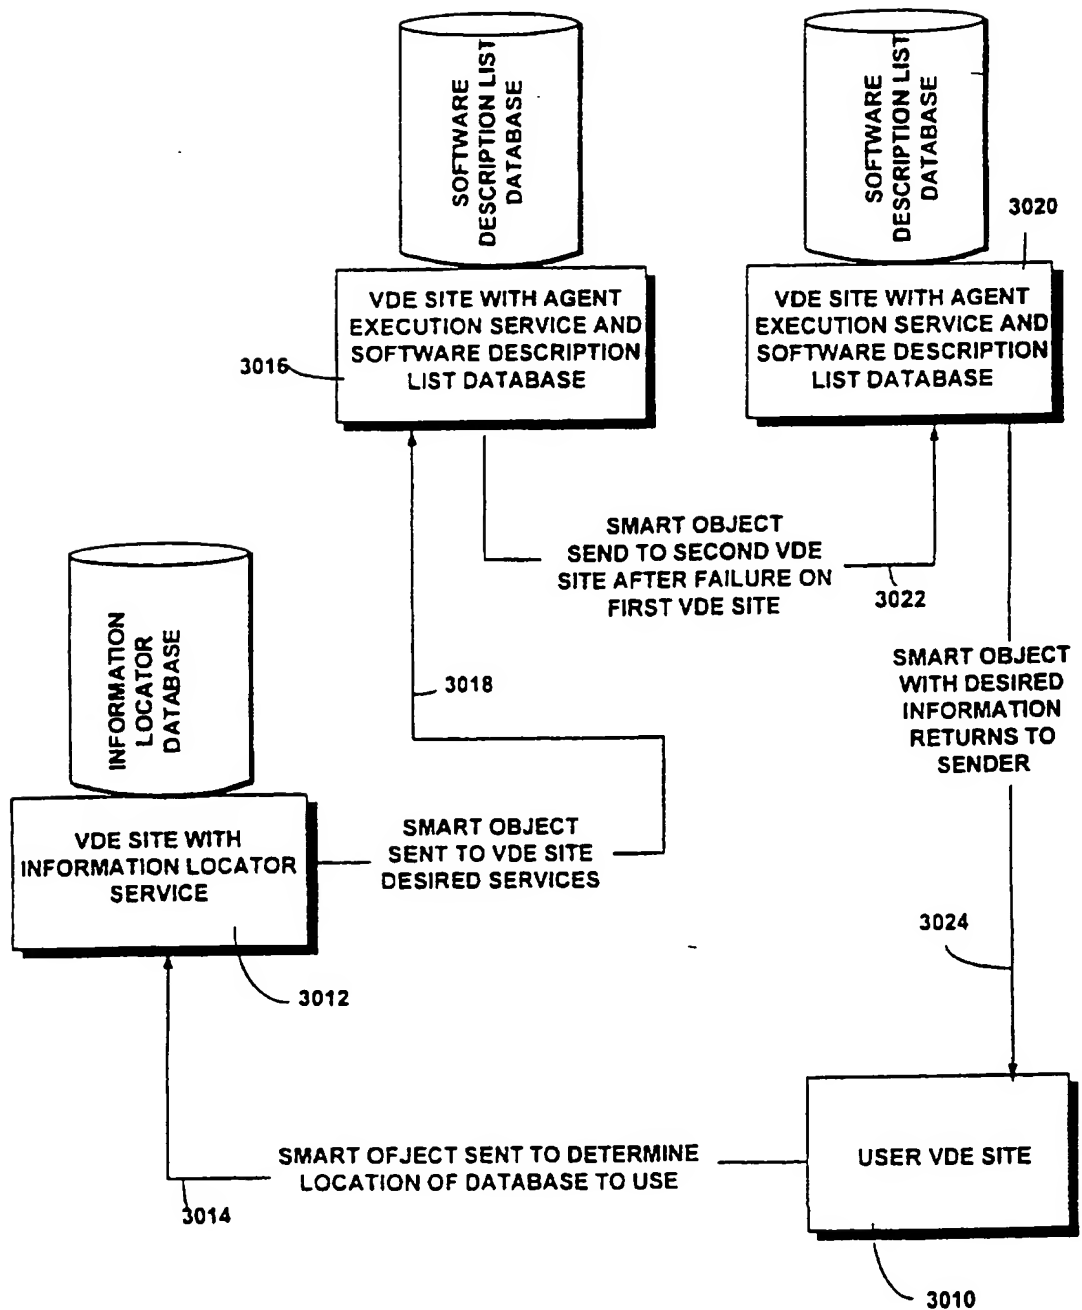 SOFTWARE
DESCRIPTION LIST
DATABASE
SOFTWARE
DESCRIPTION LIST
DATABASE
3020
VDE SITE WITH AGENT
EXECUTION SERVICE AND
SOFTWARE DESCRIPTION
LIST DATABASE
3016
VDE SITE WITH AGENT
EXECUTION SERVICE AND
SOFTWARE DESCRIPTION
LIST DATABASE
SMART OBJECT
SEND TO SECOND VDE
SITE AFTER FAILURE ON
FIRST VDE SITE
3022
INFORMATION
LOCATOR
DATABASE
3018
SMART OBJECT
WITH DESIRED
INFORMATION
RETURNS TO
SENDER
VDE SITE WITH
INFORMATION LOCATOR
SERVICE
SMART OBJECT
SENT TO VDE SITE
DESIRED SERVICES
3024
3012
SMART OFJECT SENT TO DETERMINE
LOCATION OF DATABASE TO USE
3014
USER VDE SITE
3010